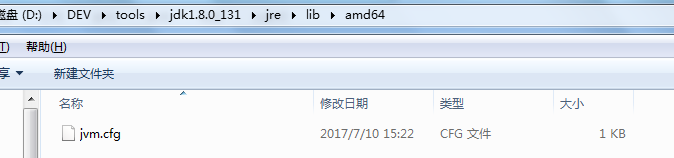 磁盘 (D:) ▸ DEV ▸ tools ▸ jdk1.8.0_131 ▸ jre ▸ lib ▸ amd64
T) 帮助(H)
享 ▼ 新建文件夹
名称 修改日期 类型 大小
jvm.cfg 2017/7/10 15:22 CFG 文件 1 KB